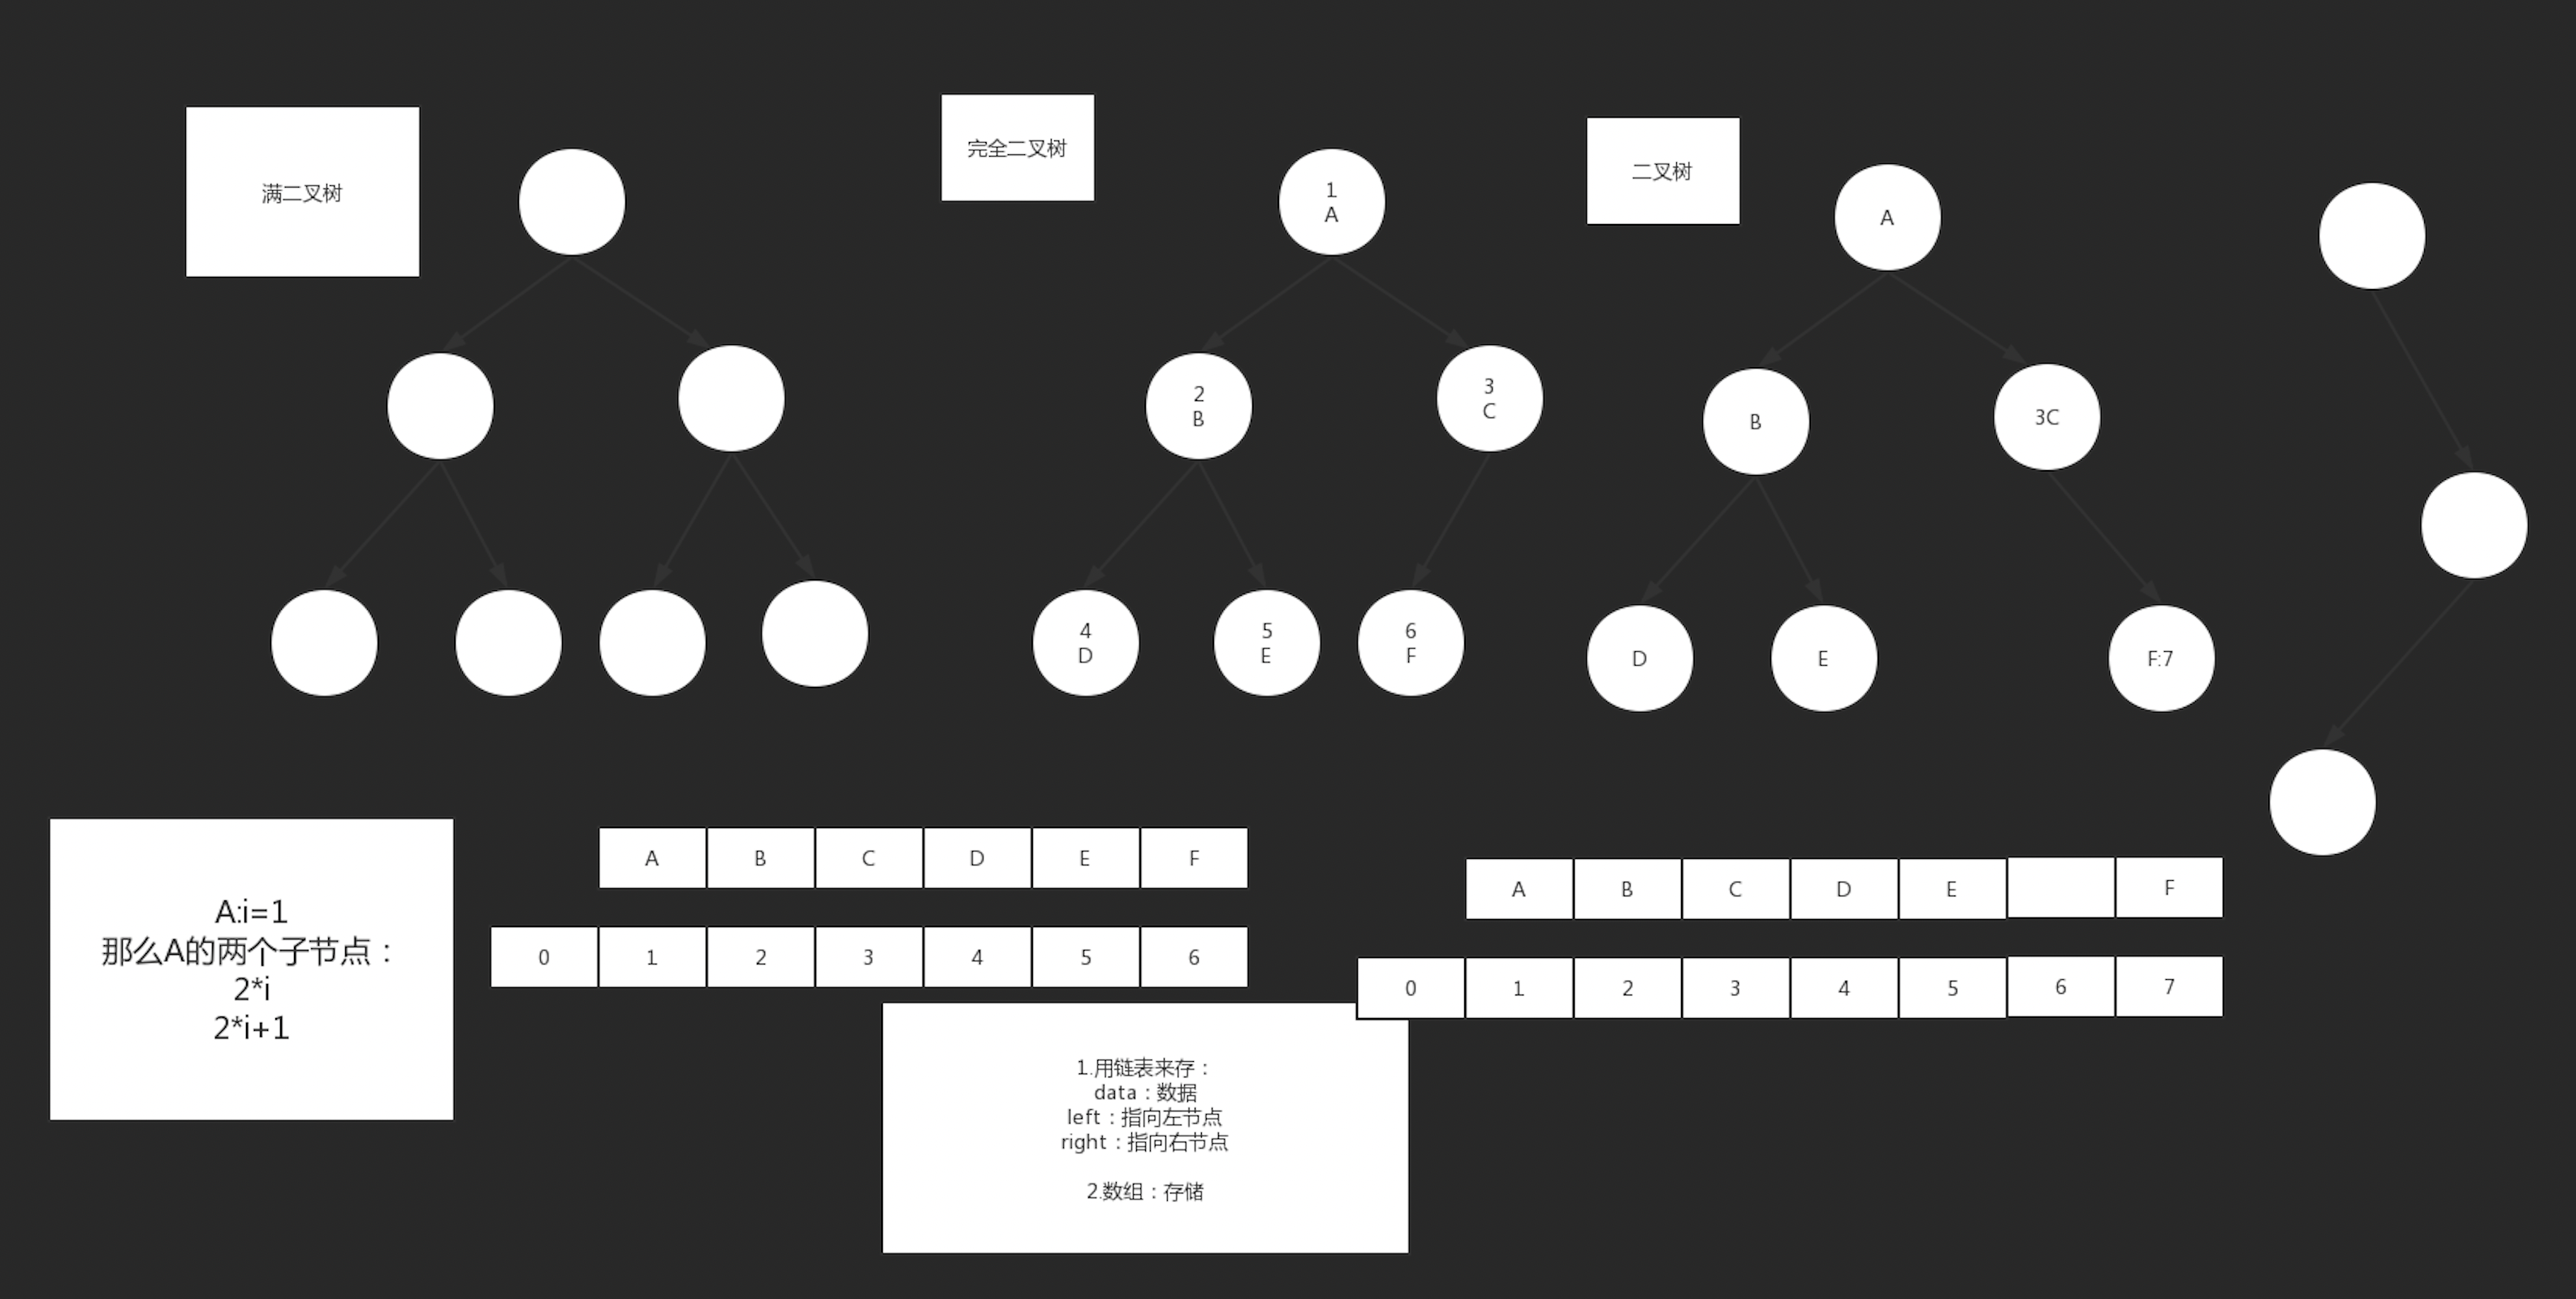 满二叉树
完全二叉树
二叉树
1
A
2
B
3
C
4
D
5
E
6
F
A
B
3C
D
E
F:7
A B C D E F
0 1 2 3 4 5 6
A B C D E F
0 1 2 3 4 5 6 7
A:i=1
那么A的两个子节点：
2*i
2*i+1
1.用链表来存：
data：数据
left：指向左节点
right：指向右节点
2.数组：存储